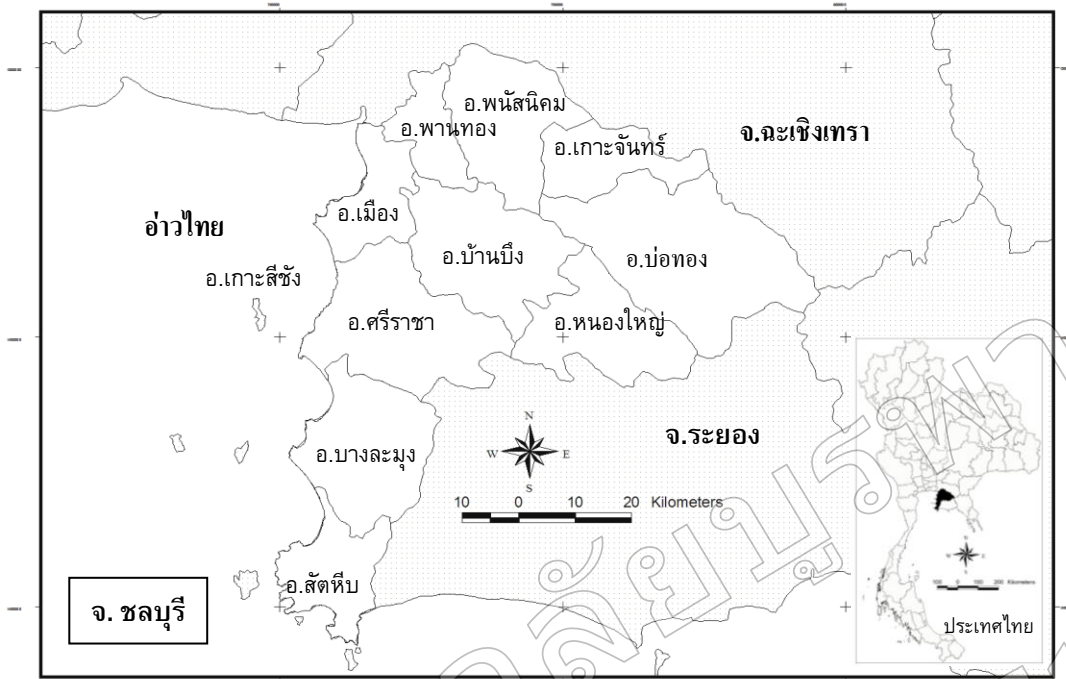 อ.พนัสนิคม
อ.พานทอง
อ.เกาะจันทร์
จ.ฉะเชิงเทรา
อ.เมือง
อ่าวไทย
อ.บ้านบึง
อ.บ่อทอง
อ.เกาะสีชัง
อ.ศรีราชา
อ.หนองใหญ่
จ.ระยอง
อ.บางละมุง
N
W E
S
10 0 10 20 Kilometers
อ.สัตหีบ
จ. ชลบุรี
N
W E
S
100 0 100 200 Kilometers
ประเทศไทย